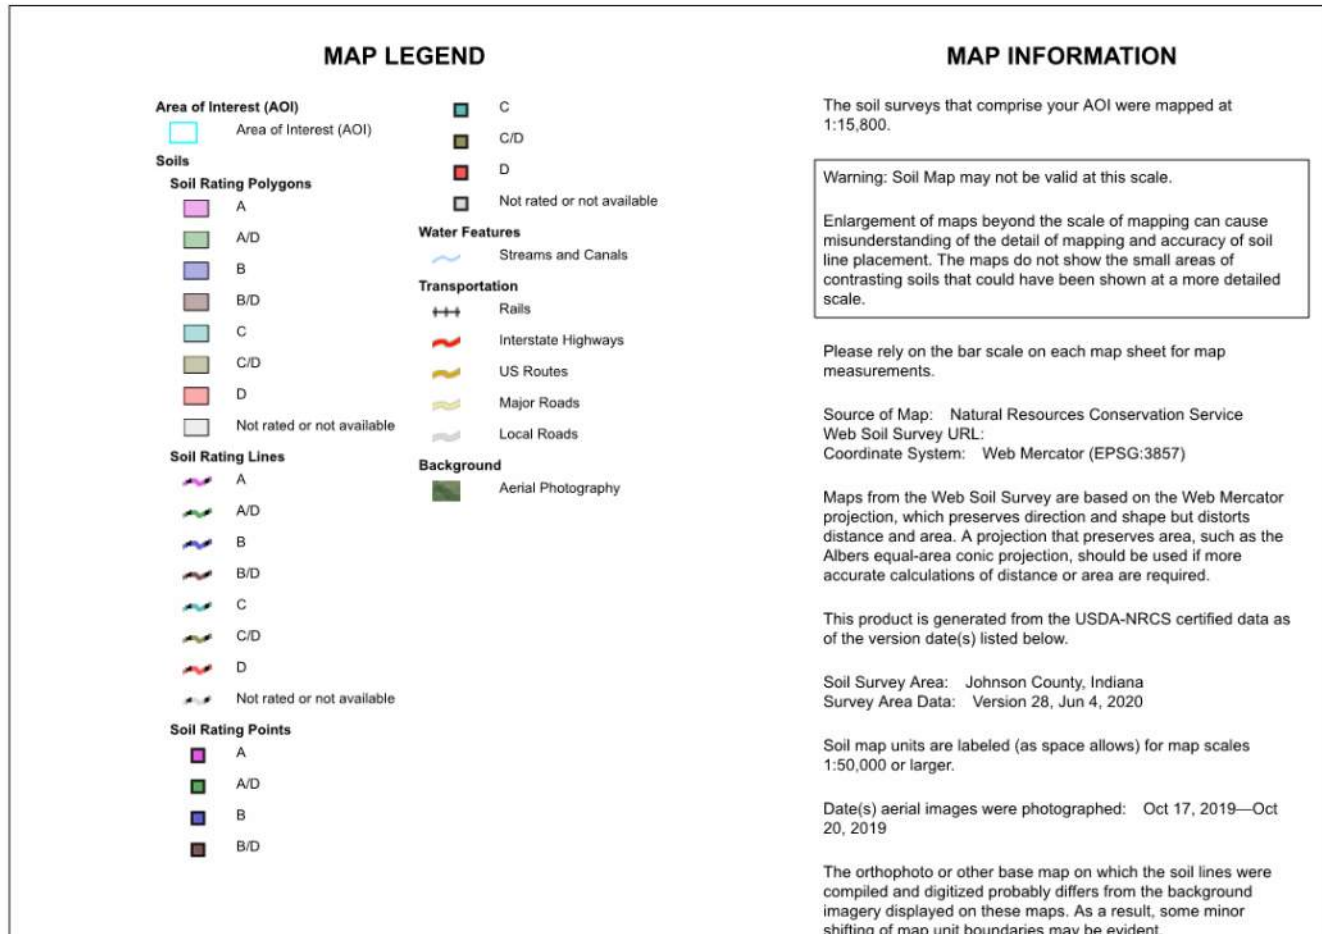 MAP LEGEND
Area of Interest (AOI)
Area of Interest (AOI)
Soils
Soil Rating Polygons
A
A/D
B
B/D
C
C/D
D
Not rated or not available
Soil Rating Lines
A
A/D
B
B/D
C
C/D
D
Not rated or not available
Soil Rating Points
A
A/D
B
B/D
C
C/D
D
Not rated or not available
Water Features
Streams and Canals
Transportation
Rails
Interstate Highways
US Routes
Major Roads
Local Roads
Background
Aerial Photography
MAP INFORMATION
The soil surveys that comprise your AOI were mapped at
1:15,800.
Warning: Soil Map may not be valid at this scale.
Enlargement of maps beyond the scale of mapping can cause
misunderstanding of the detail of mapping and accuracy of soil
line placement. The maps do not show the small areas of
contrasting soils that could have been shown at a more detailed
scale.
Please rely on the bar scale on each map sheet for map
measurements.
Source of Map: Natural Resources Conservation Service
Web Soil Survey URL:
Coordinate System: Web Mercator (EPSG:3857)
Maps from the Web Soil Survey are based on the Web Mercator
projection, which preserves direction and shape but distorts
distance and area. A projection that preserves area, such as the
Albers equal-area conic projection, should be used if more
accurate calculations of distance or area are required.
This product is generated from the USDA-NRCS certified data as
of the version date(s) listed below.
Soil Survey Area: Johnson County, Indiana
Survey Area Data: Version 28, Jun 4, 2020
Soil map units are labeled (as space allows) for map scales
1:50,000 or larger.
Date(s) aerial images were photographed: Oct 17, 2019—Oct
20, 2019
The orthophoto or other base map on which the soil lines were
compiled and digitized probably differs from the background
imagery displayed on these maps. As a result, some minor
shifting of map unit boundaries may be evident.